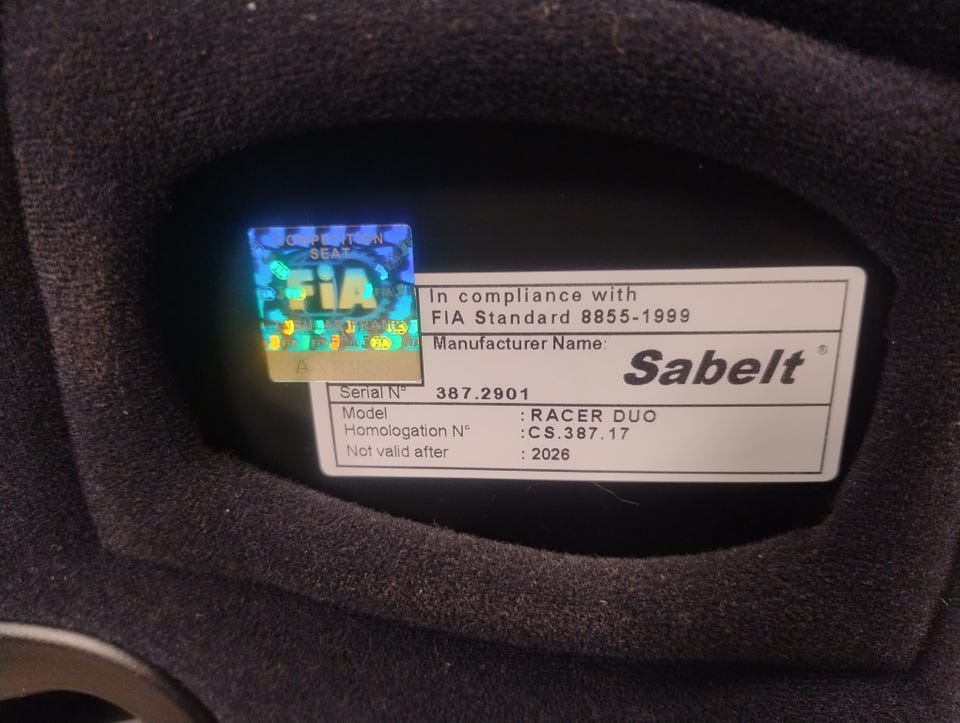 COMPETITION
SEAT
FiA
In compliance with
FIA Standard 8855-1999
Manufacturer Name:
Sabelt ®
Serial N° 387.2901
Model : RACER DUO
Homologation N° :CS.387.17
Not valid after : 2026